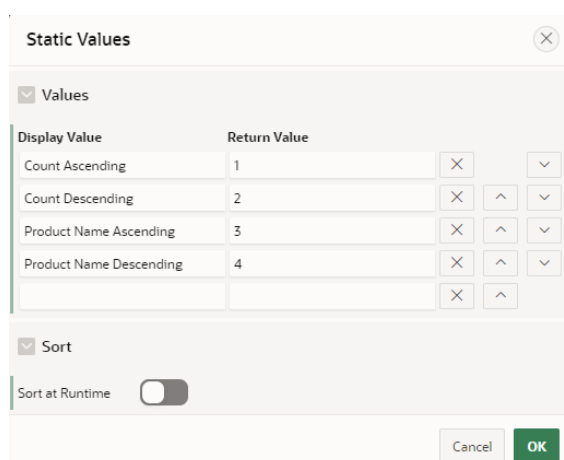 Static Values
Values
Display Value Return Value
Count Ascending 1
Count Descending 2
Product Name Ascending 3
Product Name Descending 4
Sort
Sort at Runtime
Cancel OK